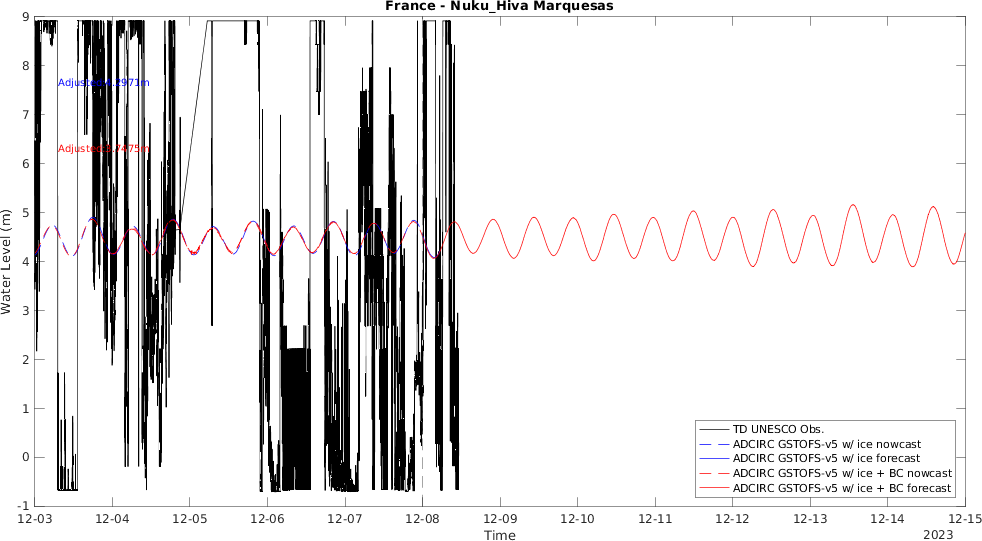 France - Nuku_Hiva Marquesas
9
8
7
6
5
4
3
2
1
0
-1
Water Level (m)
Adjusted
Adjusted
TD UNESCO Obs.
ADCIRC GSTOFS-v5 w/ ice nowcast
ADCIRC GSTOFS-v5 w/ ice forecast
ADCIRC GSTOFS-v5 w/ ice + BC nowcast
ADCIRC GSTOFS-v5 w/ ice + BC forecast
12-03 12-04 12-05 12-06 12-07 12-08 12-09 12-10 12-11 12-12 12-13 12-14 12-15
Time
2023